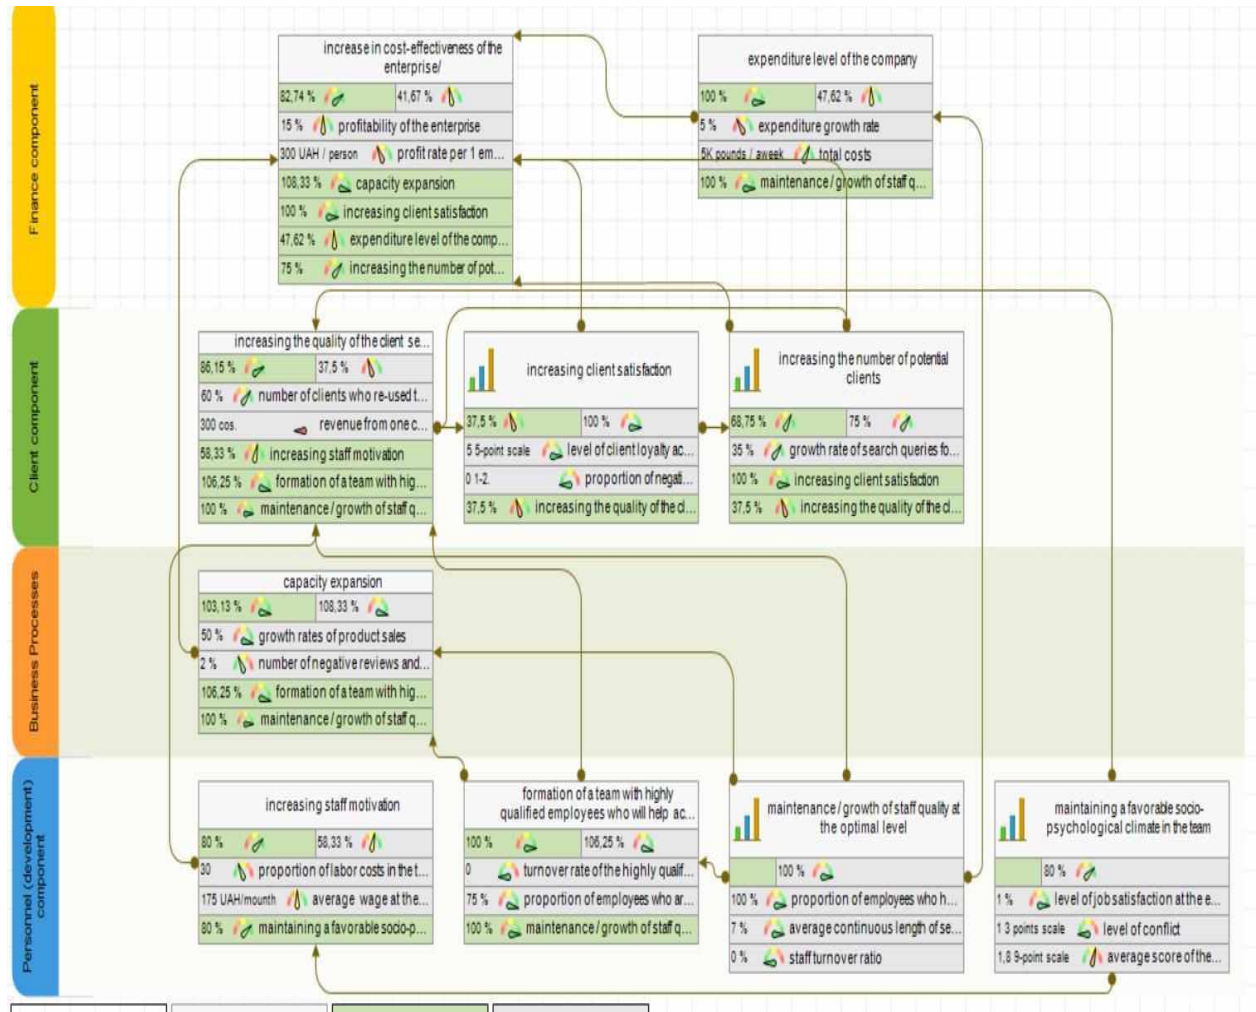 Finance component
increase in cost-effectiveness of the
enterprise/
82,74 %
41,67 %
15 % profitability of the enterprise
300 UAH / person profit rate per 1 em...
108,33 % capacity expansion
100 % increasing client satisfaction
47,62 % expenditure level of the comp...
75 % increasing the number of pot...
expenditure level of the company
100 %
47,62 %
5 % expenditure growth rate
5K pounds / aweek total costs
100 % maintenance / growth of staff q...
Client component
increasing the quality of the client se...
86,15 %
37,5 %
60 % number of clients who re-used t...
300 cos. revenue from one c...
58,33 % increasing staff motivation
106,25 % formation of a team with hig...
100 % maintenance / growth of staff q...
increasing client satisfaction
37,5 %
100 %
5 5-point scale level of client loyalty ac...
0 1-2. proportion of negati...
37,5 % increasing the quality of the cl...
increasing the number of potential
clients
68,75 %
75 %
35 % growth rate of search queries fo...
100 % increasing client satisfaction
37,5 % increasing the quality of the cl...
Business Processes
capacity expansion
103,13 %
108,33 %
50 % growth rates of product sales
2 % number of negative reviews and...
106,25 % formation of a team with hig...
100 % maintenance / growth of staff q...
Personnel (development)
component
increasing staff motivation
80 %
58,33 %
30 proportion of labor costs in the t...
175 UAH/mounth average wage at the...
80 % maintaining a favorable socio-p...
formation of a team with highly
qualified employees who will help ac...
100 %
106,25 %
0 turnover rate of the highly qualif...
75 % proportion of employees who ar...
100 % maintenance / growth of staff q...
maintenance / growth of staff quality at
the optimal level
100 %
100 % proportion of employees who h...
7 % average continuous length of se...
0 % staff turnover ratio
maintaining a favorable socio-
psychological climate in the team
80 %
1 % level of job satisfaction at the e...
1 3 points scale level of conflict
1,8 9-point scale average score of the...